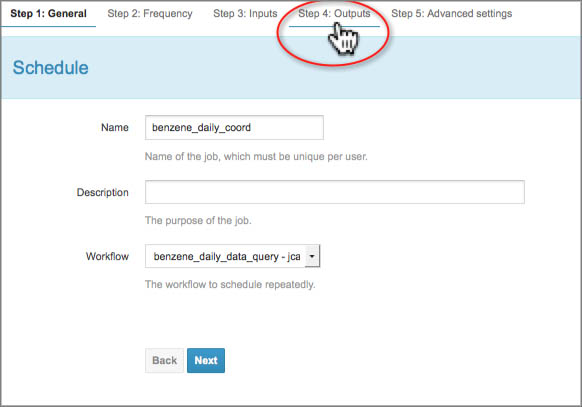 Step 1: General Step 2: Frequency Step 3: Inputs Step 4: Outputs Step 5: Advanced settings
Schedule
Name benzene_daily_coord
Name of the job, which must be unique per user.
Description
The purpose of the job.
Workflow benzene_daily_data_query - jca
The workflow to schedule repeatedly.
Back Next